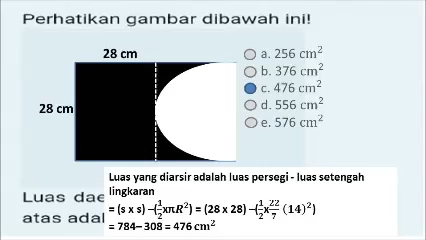 Perhatikan gambar dibawah ini!
28 cm
28 cm
a. 256 cm²
b. 376 cm²
c. 476 cm²
d. 556 cm²
e. 576 cm²
Luas dae
atas adal
Luas yang diarsir adalah luas persegi - luas setengah
lingkaran
= (s x s) –(½xπR²) = (28 x 28) –(½x22/7 (14)²)
= 784– 308 = 476 cm²